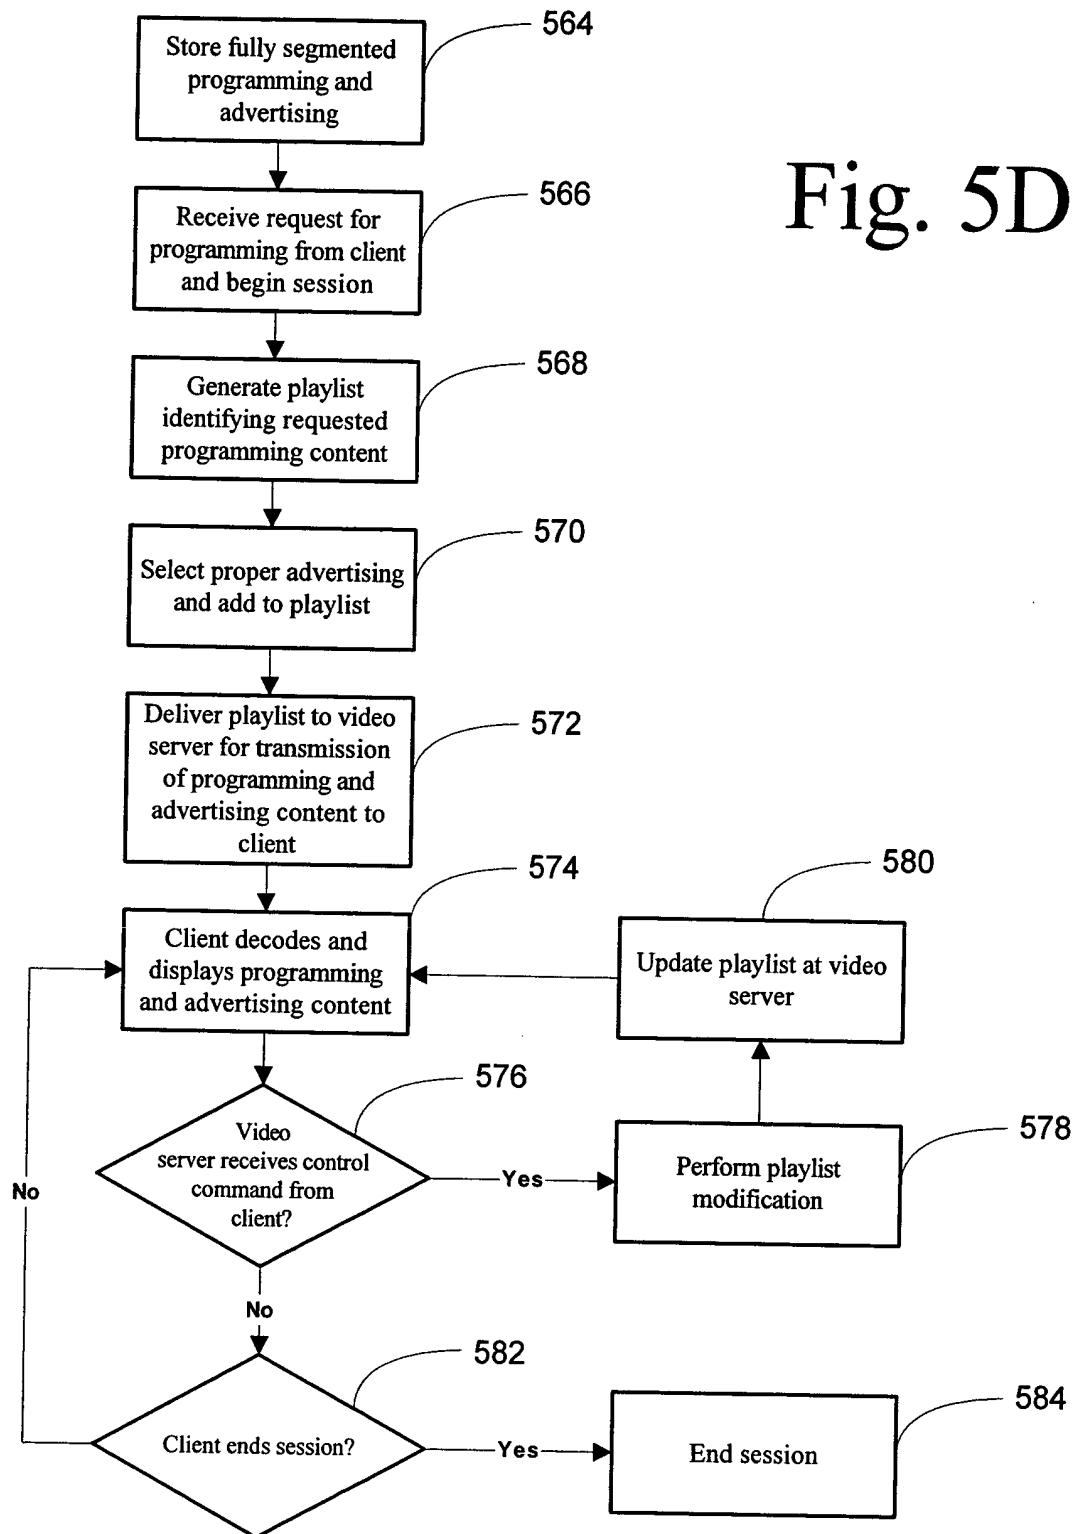 564
Store fully segmented
programming and
advertising
Fig. 5D
566
Receive request for
programming from client
and begin session
568
Generate playlist
identifying requested
programming content
570
Select proper advertising
and add to playlist
572
Deliver playlist to video
server for transmission
of programming and
advertising content to
client
574
Client decodes and
displays programming
and advertising content
580
Update playlist at video
server
576
Video
server receives control
command from
client?
Yes
578
Perform playlist
modification
No
No
582
Client ends session?
Yes
584
End session